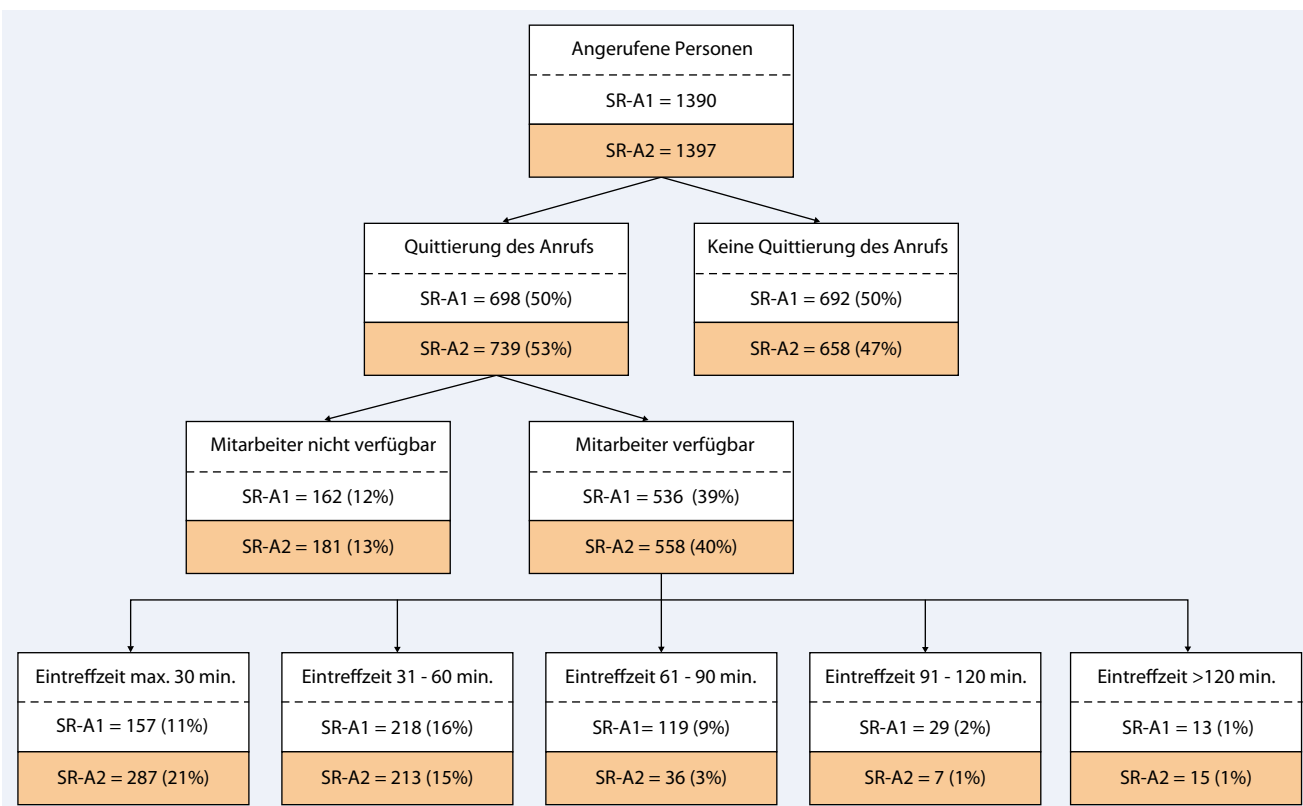 Angerufene Personen
SR-A1 = 1390
SR-A2 = 1397
Quittierung des Anrufs
SR-A1 = 698 (50%)
SR-A2 = 739 (53%)
Keine Quittierung des Anrufs
SR-A1 = 692 (50%)
SR-A2 = 658 (47%)
Mitarbeiter nicht verfügbar
SR-A1 = 162 (12%)
SR-A2 = 181 (13%)
Mitarbeiter verfügbar
SR-A1 = 536 (39%)
SR-A2 = 558 (40%)
Eintreffzeit max. 30 min.
SR-A1 = 157 (11%)
SR-A2 = 287 (21%)
Eintreffzeit 31 - 60 min.
SR-A1 = 218 (16%)
SR-A2 = 213 (15%)
Eintreffzeit 61 - 90 min.
SR-A1= 119 (9%)
SR-A2 = 36 (3%)
Eintreffzeit 91 - 120 min.
SR-A1 = 29 (2%)
SR-A2 = 7 (1%)
Eintreffzeit >120 min.
SR-A1 = 13 (1%)
SR-A2 = 15 (1%)